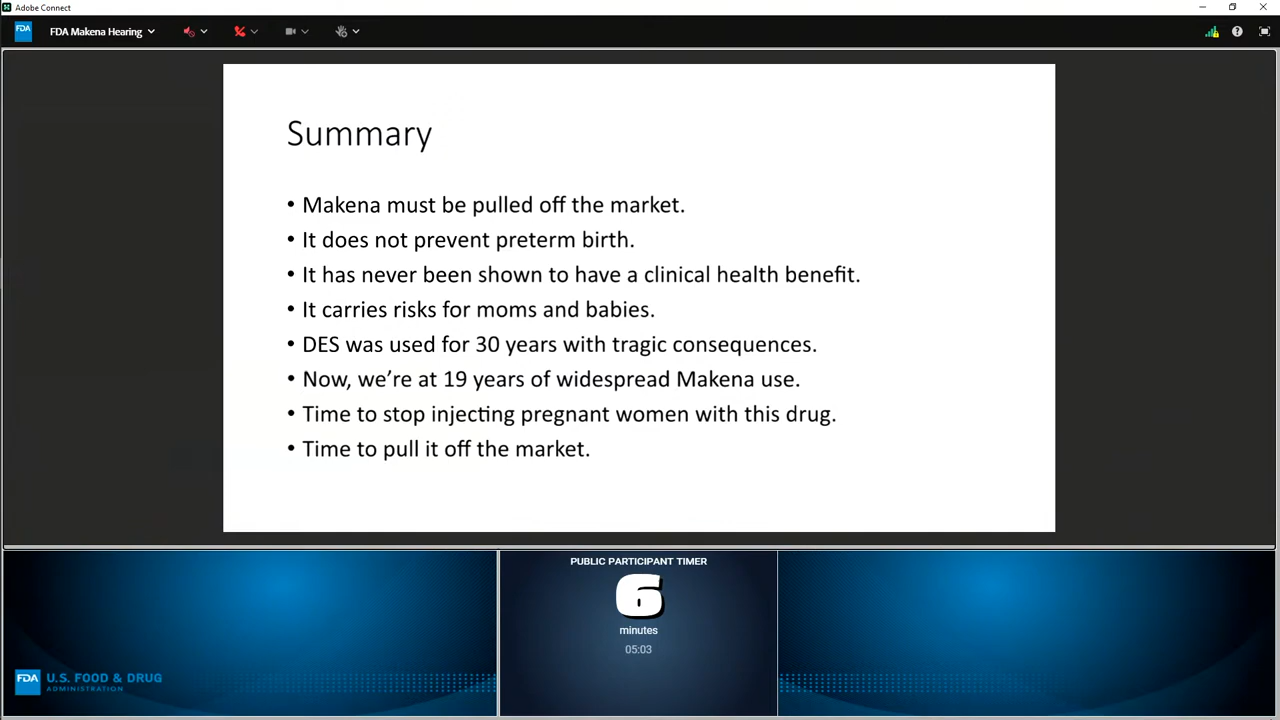 Adobe Connect
FDA
FDA Makena Hearing
Summary
• Makena must be pulled off the market.
• It does not prevent preterm birth.
• It has never been shown to have a clinical health benefit.
• It carries risks for moms and babies.
• DES was used for 30 years with tragic consequences.
• Now, we’re at 19 years of widespread Makena use.
• Time to stop injecting pregnant women with this drug.
• Time to pull it off the market.
PUBLIC PARTICIPANT TIMER
6
minutes
05:03
FDA U.S. FOOD & DRUG
ADMINISTRATION